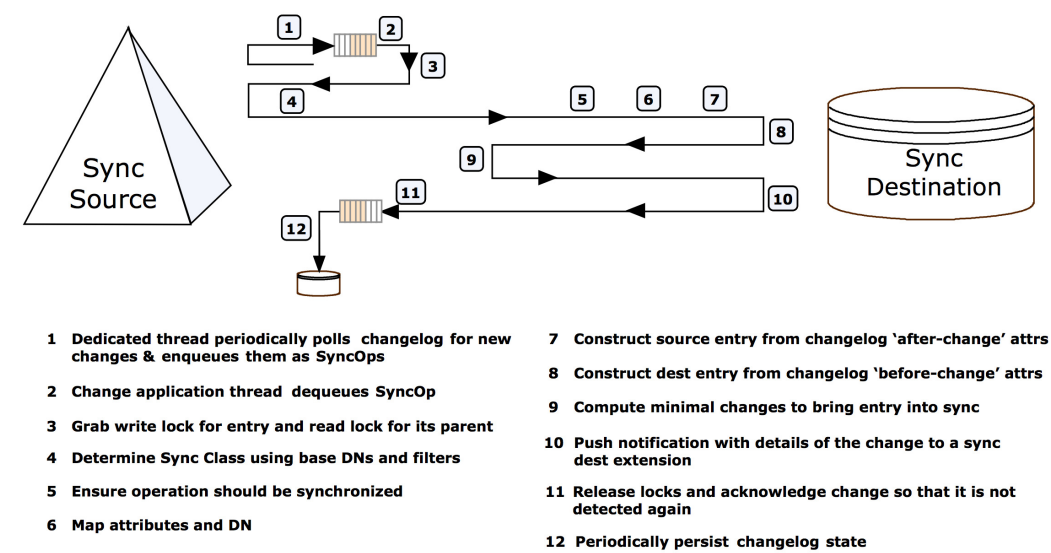 1
2
3
4
5
6
7
8
9
10
11
12
Sync
Source
Sync
Destination
1 Dedicated thread periodically polls changelog for new
changes & enqueues them as SyncOps
2 Change application thread dequeues SyncOp
3 Grab write lock for entry and read lock for its parent
4 Determine Sync Class using base DNs and filters
5 Ensure operation should be synchronized
6 Map attributes and DN
7 Construct source entry from changelog ‘after-change’ attrs
8 Construct dest entry from changelog ‘before-change’ attrs
9 Compute minimal changes to bring entry into sync
10 Push notification with details of the change to a sync
dest extension
11 Release locks and acknowledge change so that it is not
detected again
12 Periodically persist changelog state